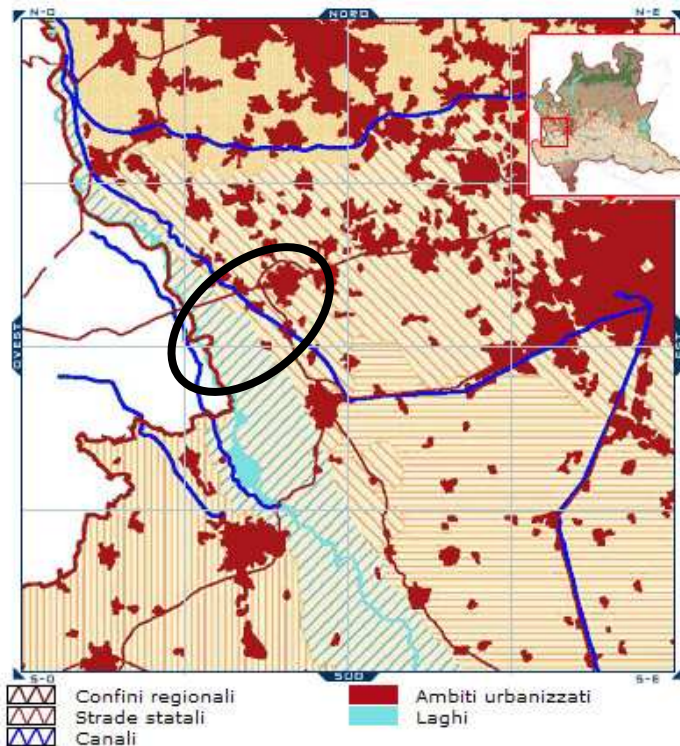 N-O NORD N-E
OVEST EST
S-O SUD S-E
Confini regionali Ambiti urbanizzati
Strade statali Laghi
Canali